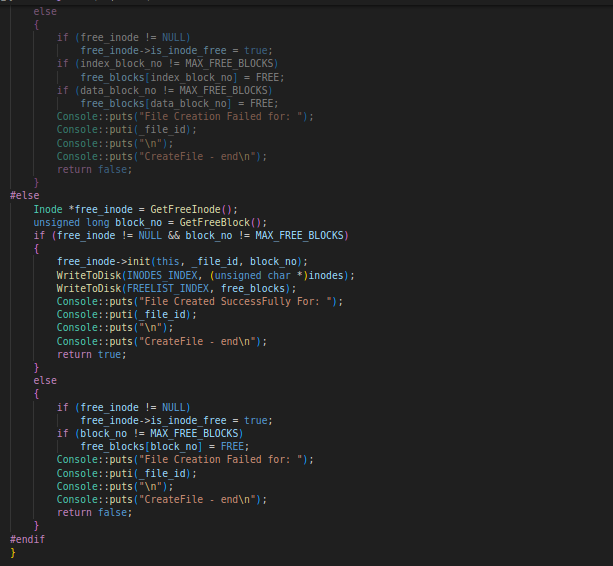 else
{
if (free_inode != NULL)
free_inode->is_inode_free = true;
if (index_block_no != MAX_FREE_BLOCKS)
free_blocks[index_block_no] = FREE;
if (data_block_no != MAX_FREE_BLOCKS)
free_blocks[data_block_no] = FREE;
Console::puts("File Creation Failed for: ");
Console::puti(_file_id);
Console::puts("\n");
Console::puts("CreateFile - end\n");
return false;
}
#else
Inode *free_inode = GetFreeInode();
unsigned long block_no = GetFreeBlock();
if (free_inode != NULL && block_no != MAX_FREE_BLOCKS)
{
free_inode->init(this, _file_id, block_no);
WriteToDisk(INODES_INDEX, (unsigned char *)inodes);
WriteToDisk(FREELIST_INDEX, free_blocks);
Console::puts("File Created SuccessFully For: ");
Console::puti(_file_id);
Console::puts("\n");
Console::puts("CreateFile - end\n");
return true;
}
else
{
if (free_inode != NULL)
free_inode->is_inode_free = true;
if (block_no != MAX_FREE_BLOCKS)
free_blocks[block_no] = FREE;
Console::puts("File Creation Failed for: ");
Console::puti(_file_id);
Console::puts("\n");
Console::puts("CreateFile - end\n");
return false;
}
#endif
}